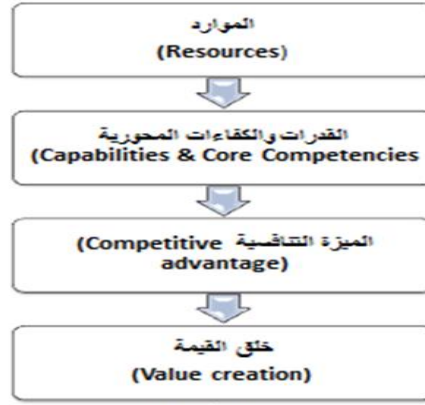 الموارد
(Resources)
القدرات والكفاءات المحورية
(Capabilities & Core Competencies
الميزة التنافسية (Competitive
advantage)
خلق القيمة
(Value creation)